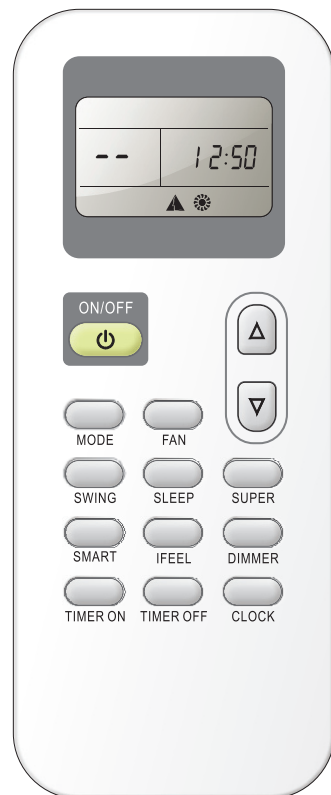 -- 12:50
ON/OFF
MODE FAN
SWING SLEEP SUPER
SMART IFEEL DIMMER
TIMER ON TIMER OFF CLOCK